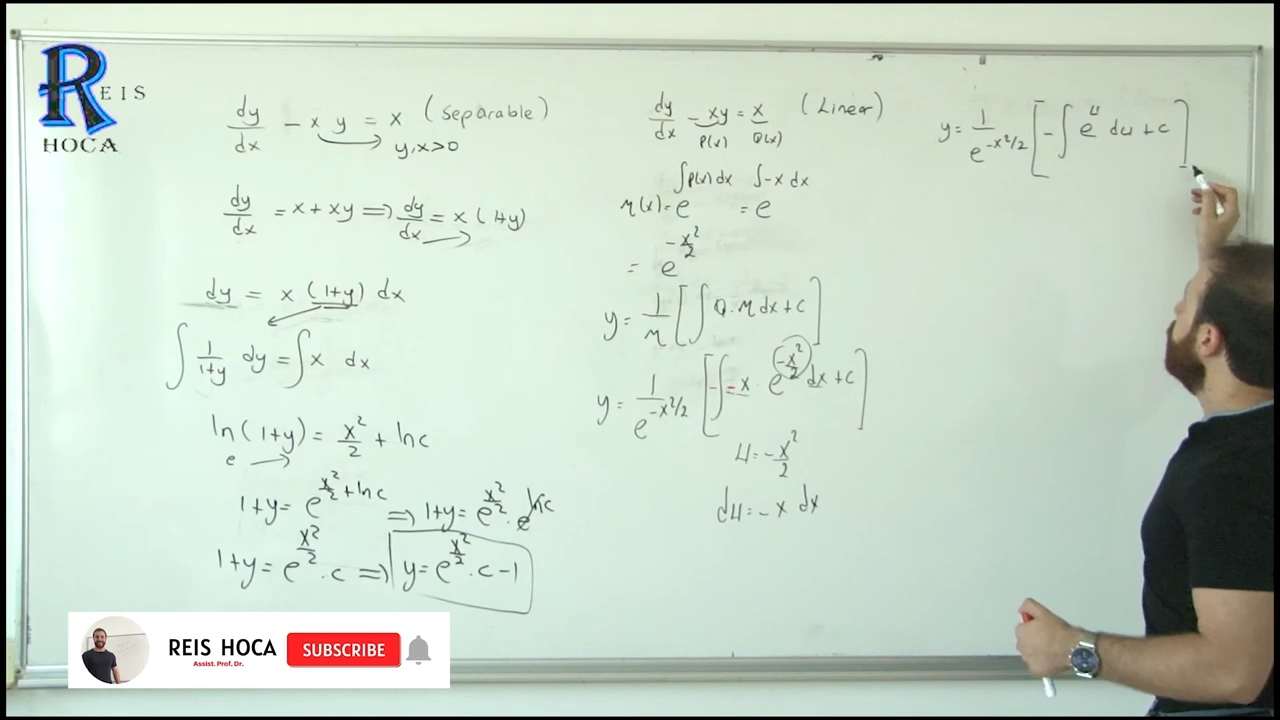 REIS
HOCA
dy/dx - x y = x (Separable)
y,x>0
dy/dx = x + xy ⟹ dy/dx = x (1+y)
dy = x (1+y) dx
∫ 1/(1+y) dy = ∫ x dx
ln(1+y) = x²/2 + lnc
e
1+y = e^(x²/2 + lnc) ⟹ 1+y = e^(x²/2) . e^(lnc)
1+y = e^(x²/2) . c ⟹ y = e^(x²/2) . c - 1
dy/dx - xy = x (Linear)
P(x) Q(x)
M(x) = e^(∫P(x) dx) = e^(∫-x dx)
= e^(-x²/2)
y = 1/M [∫ Q. M dx + c]
y = 1/e^(-x²/2) [-∫ - x . e^(-x²/2) dx + c]
u = -x²/2
du = -x dx
y = 1/e^(-x²/2) [-∫ e^u du + c]
REIS HOCA
Assist. Prof. Dr.
SUBSCRIBE